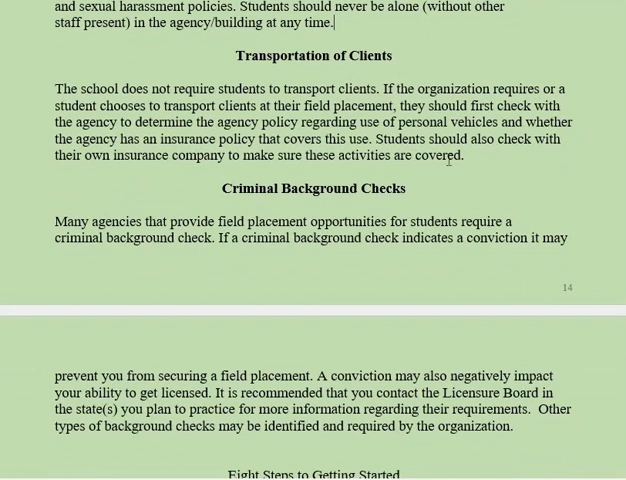 and sexual harassment policies. Students should never be alone (without other
staff present) in the agency/building at any time.
Transportation of Clients
The school does not require students to transport clients. If the organization requires or a
student chooses to transport clients at their field placement, they should first check with
the agency to determine the agency policy regarding use of personal vehicles and whether
the agency has an insurance policy that covers this use. Students should also check with
their own insurance company to make sure these activities are covered.
Criminal Background Checks
Many agencies that provide field placement opportunities for students require a
criminal background check. If a criminal background check indicates a conviction it may
14
prevent you from securing a field placement. A conviction may also negatively impact
your ability to get licensed. It is recommended that you contact the Licensure Board in
the state(s) you plan to practice for more information regarding their requirements.  Other
types of background checks may be identified and required by the organization.
Eight Steps to Getting Started